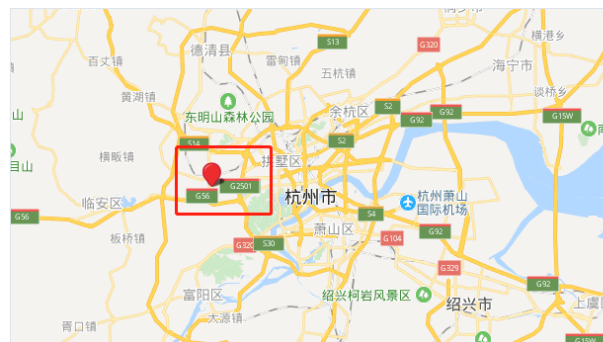 德清县
S13
G320
百丈镇
雷甸镇
五杭镇
横港乡
海宁市
黄湖镇
东明山森林公园
余杭区
S2
G92
G92
谈桥乡
G15W
S14
S2
横畈镇
拱墅区
G2501
G56
临安区
杭州市
杭州萧山
国际机场
G56
S4
板桥镇
萧山区
G92
G320
S30
G104
G329
富阳区
绍兴柯岩风景区
G92
绍兴市
大源镇
胥口镇
G15W